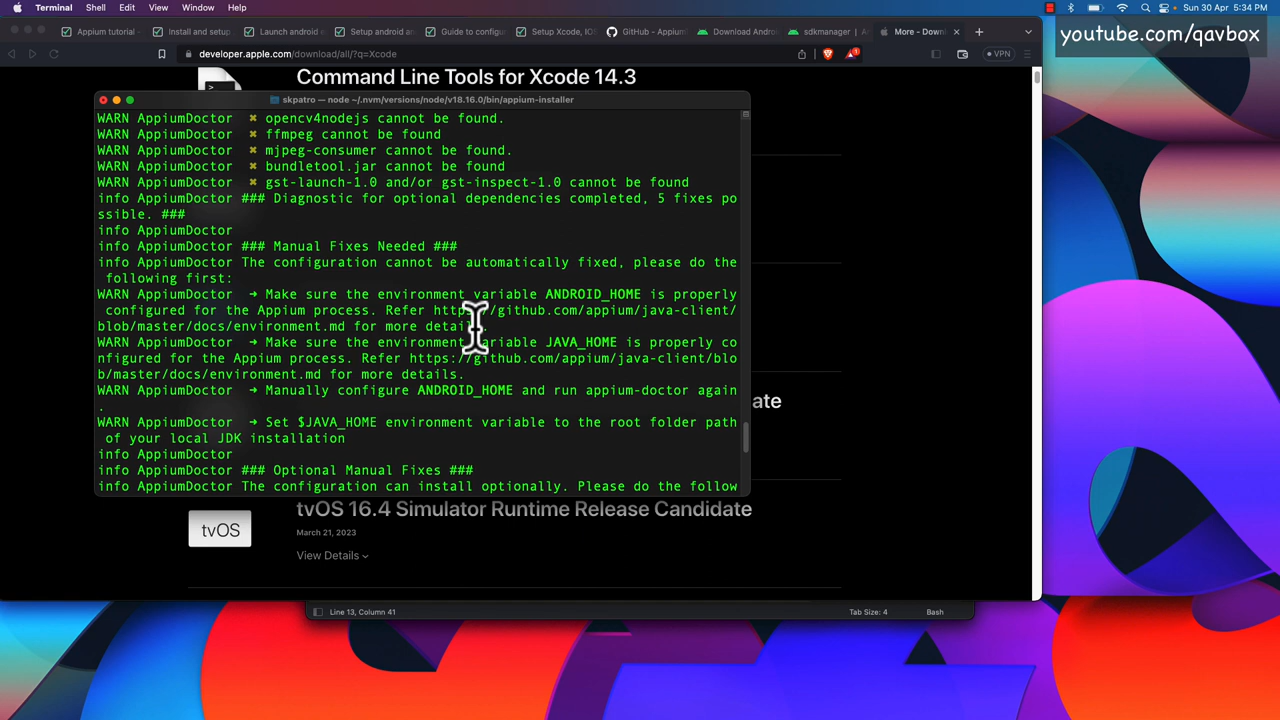 Terminal Shell Edit View Window Help Sun 30 Apr 5:34 PM
youtube.com/qavbox
Appium tutorial Install and setup Launch android e Setup android an Guide to configu Setup Xcode, IOS GitHub - Appium Download Androi sdkmanager | A More - Down
developer.apple.com/download/all/?q=Xcode VPN
Command Line Tools for Xcode 14.3
skpatro — node ~/.nvm/versions/node/v18.16.0/bin/appium-installer
WARN AppiumDoctor ✖ opencv4nodejs cannot be found.
WARN AppiumDoctor ✖ ffmpeg cannot be found
WARN AppiumDoctor ✖ mjpeg-consumer cannot be found.
WARN AppiumDoctor ✖ bundletool.jar cannot be found
WARN AppiumDoctor ✖ gst-launch-1.0 and/or gst-inspect-1.0 cannot be found
info AppiumDoctor ### Diagnostic for optional dependencies completed, 5 fixes po
ssible. ###
info AppiumDoctor
info AppiumDoctor ### Manual Fixes Needed ###
info AppiumDoctor The configuration cannot be automatically fixed, please do the
following first:
WARN AppiumDoctor ➜ Make sure the environment variable ANDROID_HOME is properly
configured for the Appium process. Refer https://github.com/appium/java-client/
blob/master/docs/environment.md for more details.
WARN AppiumDoctor ➜ Make sure the environment variable JAVA_HOME is properly co
nfigured for the Appium process. Refer https://github.com/appium/java-client/blo
b/master/docs/environment.md for more details.
WARN AppiumDoctor ➜ Manually configure ANDROID_HOME and run appium-doctor again
.
WARN AppiumDoctor ➜ Set $JAVA_HOME environment variable to the root folder path
of your local JDK installation
info AppiumDoctor
info AppiumDoctor ### Optional Manual Fixes ###
info AppiumDoctor The configuration can install optionally. Please do the follow
ate
tvOS
tvOS 16.4 Simulator Runtime Release Candidate
March 21, 2023
View Details
Line 13, Column 41 Tab Size: 4 Bash